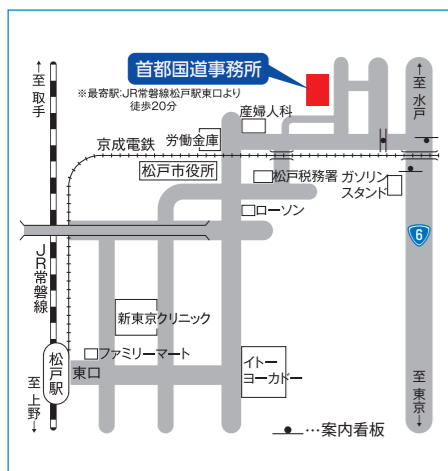 首都国道事務所
※最寄駅:JR常磐線松戸駅東口より
徒歩20分
至 取手
至 水戸
産婦人科
京成電鉄
労働金庫
松戸市役所
松戸税務署
ガソリン
スタンド
ローソン
6
JR常磐線
新東京クリニック
ファミリーマート
松戸駅
東口
イトー
ヨーカドー
至 上野
至 東京
…案内看板